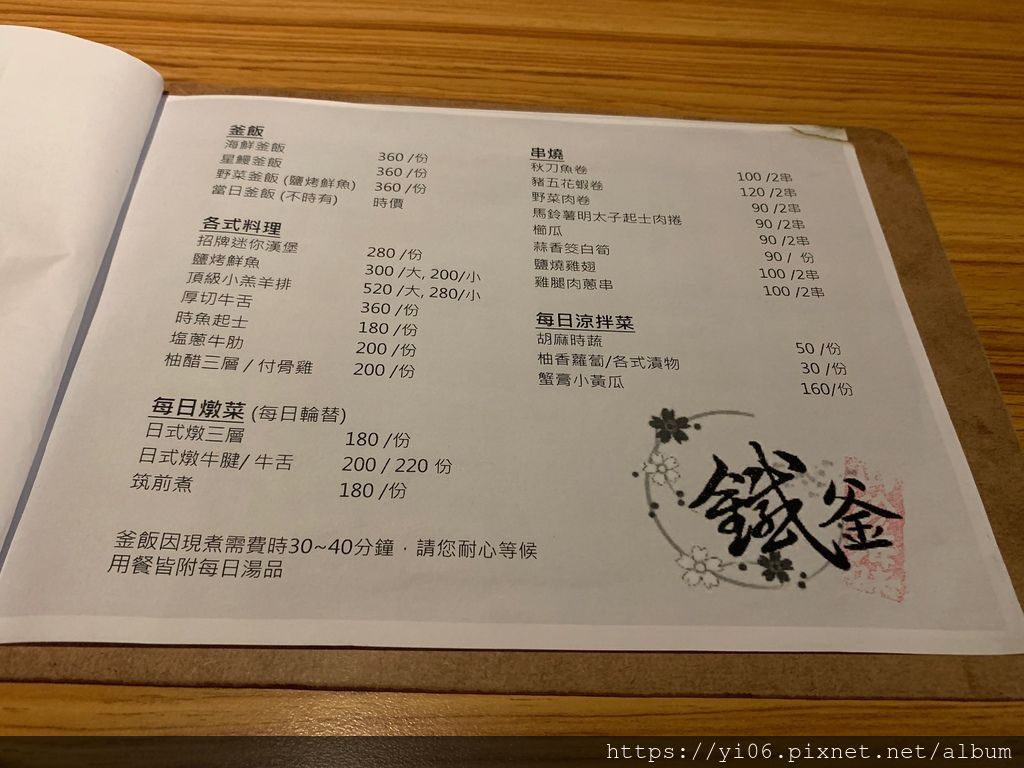 釜飯
海鮮釜飯 360 /份
星鰻釜飯 360 /份
野菜釜飯 (鹽烤鮮魚) 360 /份
當日釜飯 (不時有) 時價
各式料理
招牌迷你漢堡 280 /份
鹽烤鮮魚 300 /大, 200/小
頂級小羔羊排 520 /大, 280/小
厚切牛舌 360 /份
時魚起士 180 /份
塩蔥牛肋 200 /份
柚醋三層 / 付骨雞 200 /份
每日燉菜 (每日輪替)
日式燉三層 180 /份
日式燉牛腱/ 牛舌 200 / 220 份
筑前煮 180 /份
釜飯因現煮需費時30~40分鐘，請您耐心等候
用餐皆附每日湯品
串燒
秋刀魚卷 100 /2串
豬五花蝦卷 120 /2串
野菜肉卷 90 /2串
馬鈴薯明太子起士肉捲 90 /2串
櫛瓜 90 /2串
蒜香筊白筍 90 / 份
鹽燒雞翅 100 /2串
雞腿肉蔥串 100 /2串
每日涼拌菜
胡麻時蔬 50 /份
柚香蘿蔔/各式漬物 30 /份
蟹膏小黃瓜 160/份
鐵釜
https://yi06.pixnet.net/album